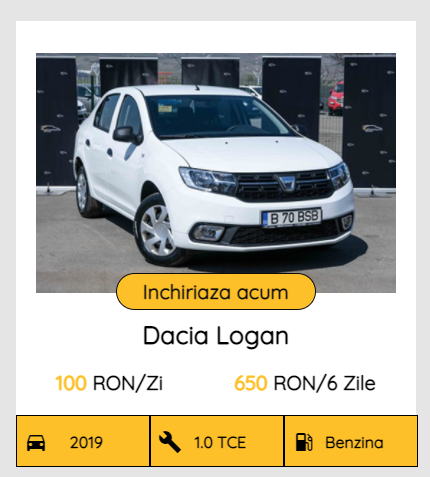 B 70 BSB
Inchiriaza acum
Dacia Logan
100 RON/Zi 650 RON/6 Zile
2019 1.0 TCE Benzina